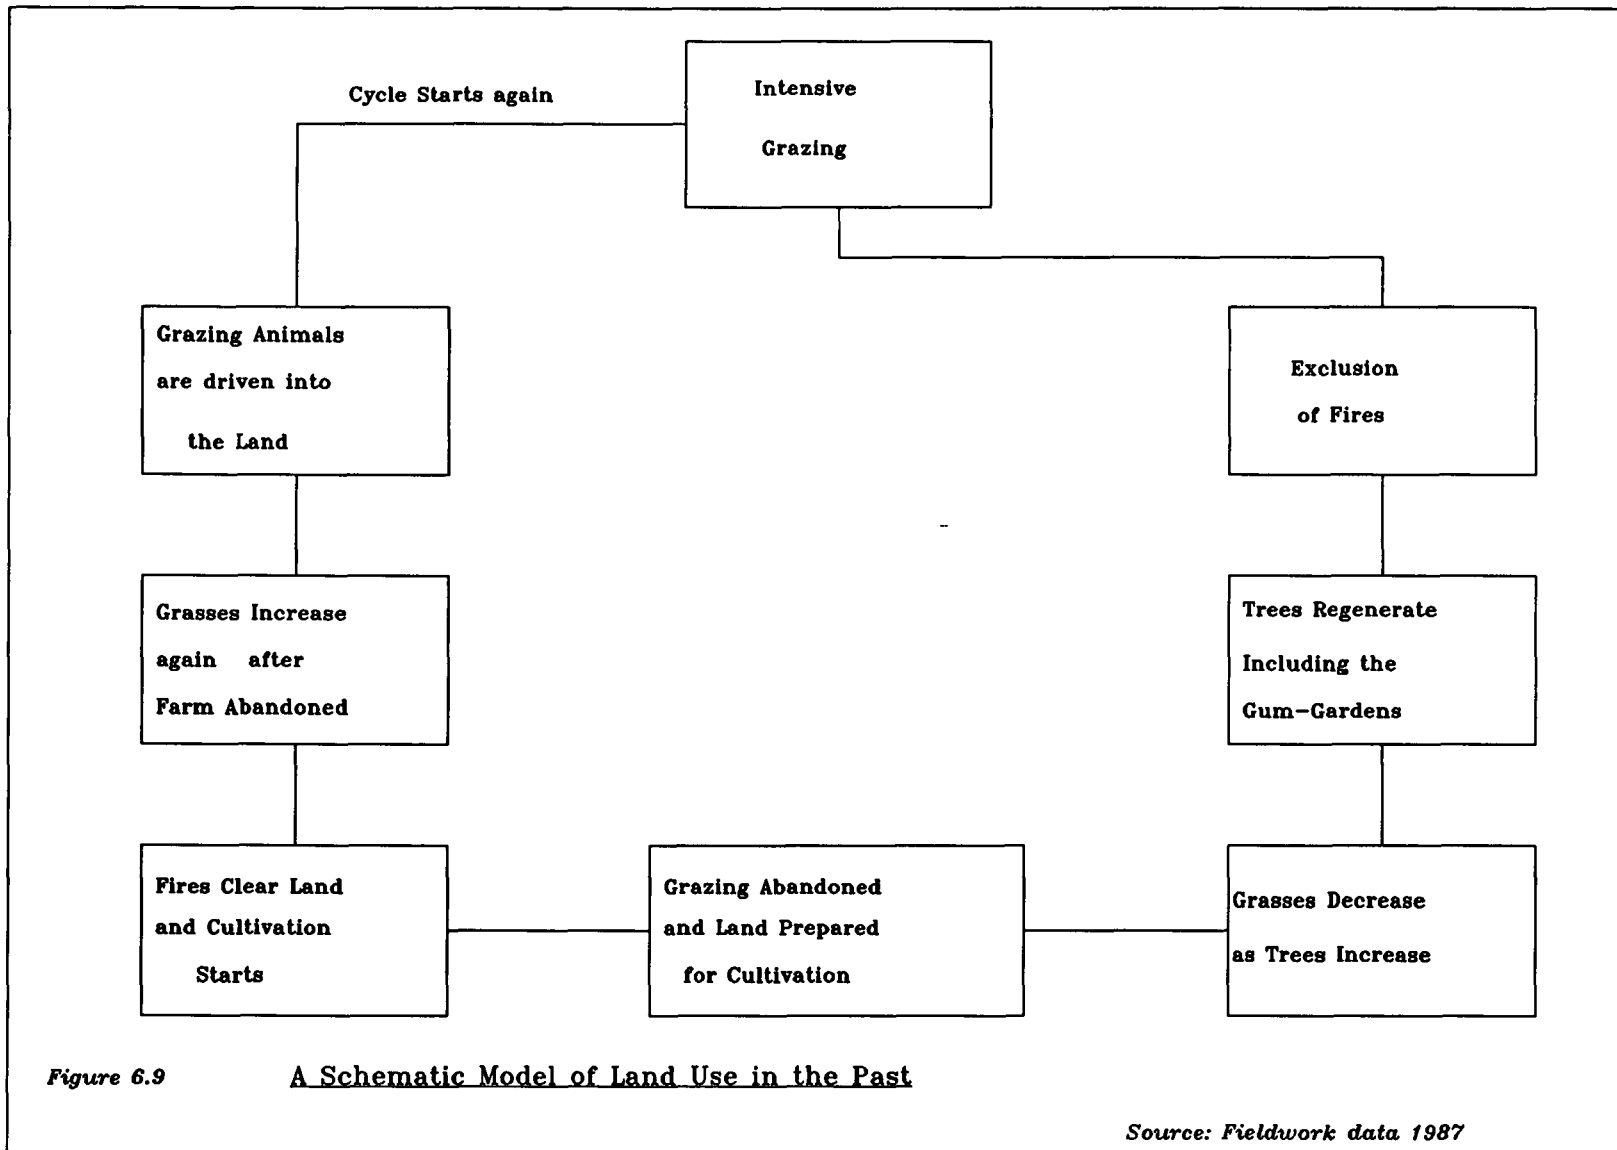 Cycle Starts again
Intensive
Grazing
Grazing Animals
are driven into
the Land
Exclusion
of Fires
Grasses Increase
again after
Farm Abandoned
Trees Regenerate
Including the
Gum-Gardens
Fires Clear Land
and Cultivation
Starts
Grazing Abandoned
and Land Prepared
for Cultivation
Grasses Decrease
as Trees Increase
Figure 6.9 A Schematic Model of Land Use in the Past
Source: Fieldwork data 1987